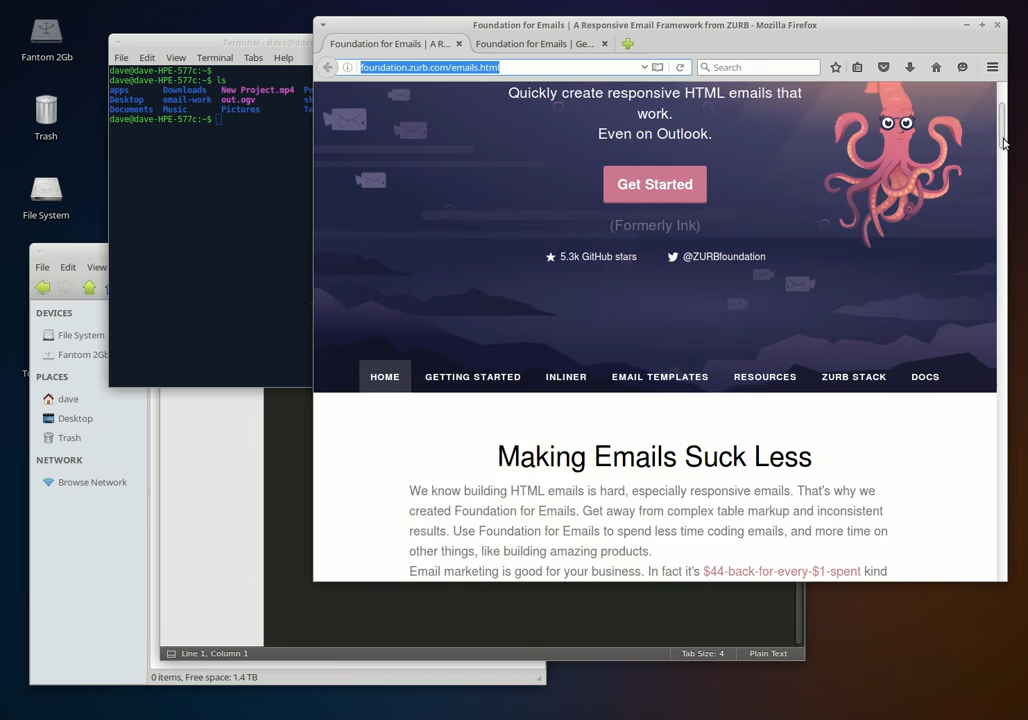 Fantom 2Gb
Trash
File System
Terminal - dave@dave
File Edit View Terminal Tabs Help
dave@dave-HPE-577c:~$
dave@dave-HPE-577c:~$ ls
apps Downloads New Project.mp4
Desktop email-work out.ogv
Documents Music Pictures
dave@dave-HPE-577c:~$
File Edit View
DEVICES
File System
Fantom 2Gb
PLACES
dave
Desktop
Trash
NETWORK
Browse Network
0 items, Free space: 1.4 TB
Line 1, Column 1
Tab Size: 4
Plain Text
Foundation for Emails | A Responsive Email Framework from ZURB - Mozilla Firefox
Foundation for Emails | A R...
Foundation for Emails | Ge...
foundation.zurb.com/emails.html
Search
Quickly create responsive HTML emails that
work.
Even on Outlook.
Get Started
(Formerly Ink)
5.3k GitHub stars @ZURBfoundation
HOME GETTING STARTED INLINER EMAIL TEMPLATES RESOURCES ZURB STACK DOCS
Making Emails Suck Less
We know building HTML emails is hard, especially responsive emails. That's why we
created Foundation for Emails. Get away from complex table markup and inconsistent
results. Use Foundation for Emails to spend less time coding emails, and more time on
other things, like building amazing products.
Email marketing is good for your business. In fact it's $44-back-for-every-$1-spent kind